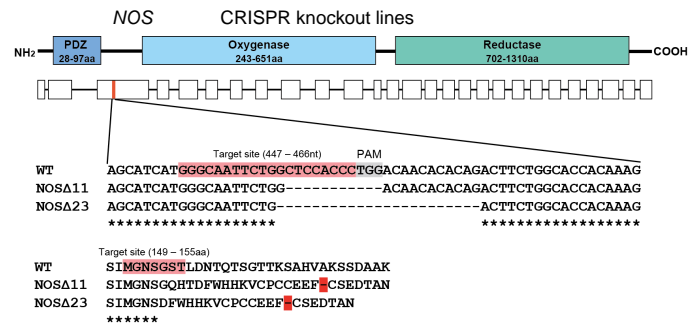 NOS CRISPR knockout lines
NH2 PDZ 28-97aa Oxygenase 243-651aa Reductase 702-1310aa COOH
Target site (447 – 466nt) PAM
WT AGCATCATGGGCAATTCTGGCTCCACCCTGGACAACACACAGACTTCTGGCACCACAAAG
NOSΔ11 AGCATCATGGGCAATTCTGG-----------ACAACACACAGACTTCTGGCACCACAAAG
NOSΔ23 AGCATCATGGGCAATTCTG-----------------------ACTTCTGGCACCACAAAG
******************* ******************
Target site (149 – 155aa)
WT SIMGNSGSTLDNTQTSGTTKSAHVAKSSDAAK
NOSΔ11 SIMGNSGQHTDFWHHKVCPCCEEF-CSEDTAN
NOSΔ23 SIMGNSDFWHHKVCPCCEEF-CSEDTAN
******